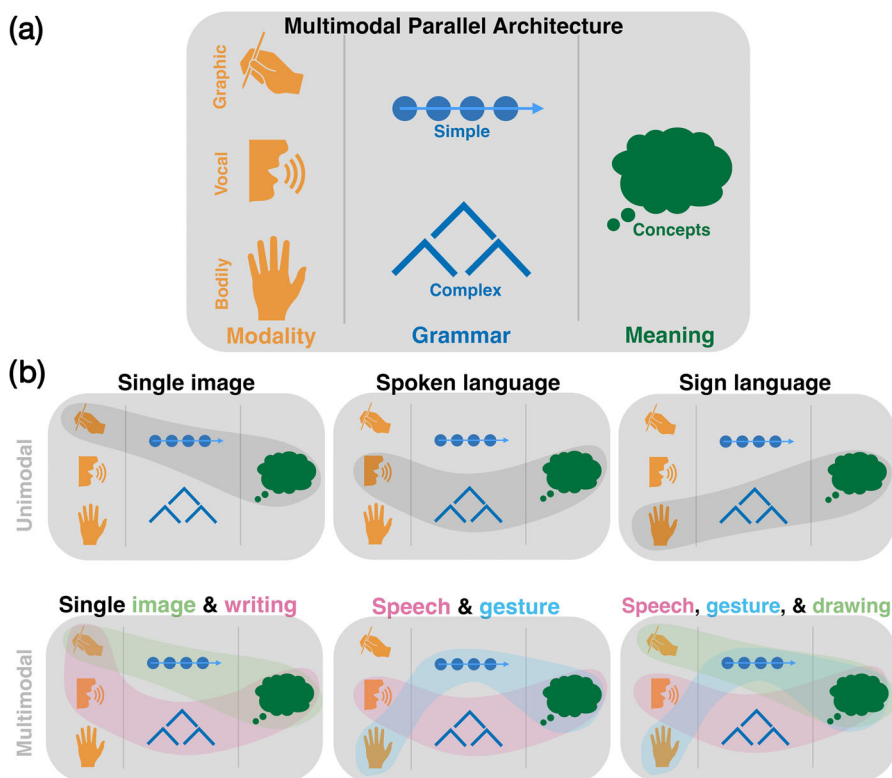 (a)
Multimodal Parallel Architecture
Graphic
Vocal
Bodily
Simple
Complex
Concepts
Modality
Grammar
Meaning
(b)
Unimodal
Single image
Spoken language
Sign language
Multimodal
Single image & writing
Speech & gesture
Speech, gesture, & drawing